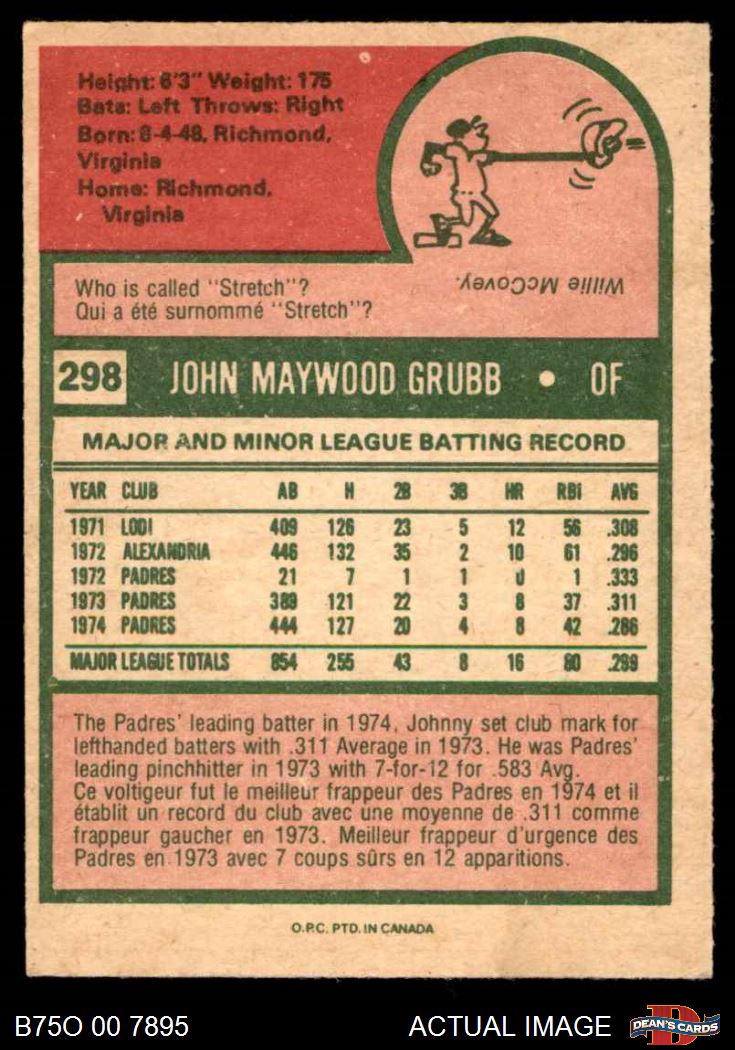 Height: 6'3" Weight: 175
Bats: Left Throws: Right
Born: 8-4-48, Richmond,
Virginia
Home: Richmond,
Virginia
Willie McCovey.
Who is called "Stretch"?
Qui a été surnommé "Stretch"?
298 JOHN MAYWOOD GRUBB • OF
MAJOR AND MINOR LEAGUE BATTING RECORD
YEAR CLUB AB H 2B 3B HR RBI AVG
1971 LODI 409 126 23 5 12 56 .308
1972 ALEXANDRIA 446 132 35 2 10 61 .296
1972 PADRES 21 7 1 1 0 1 .333
1973 PADRES 389 121 22 3 8 37 .311
1974 PADRES 444 127 20 4 8 42 .286
MAJOR LEAGUE TOTALS 854 255 43 8 16 80 .299
The Padres' leading batter in 1974, Johnny set club mark for
lefthanded batters with .311 Average in 1973. He was Padres'
leading pinchhitter in 1973 with 7-for-12 for .583 Avg.
Ce voltigeur fut le meilleur frappeur des Padres en 1974 et il
établit un record du club avec une moyenne de .311 comme
frappeur gaucher en 1973. Meilleur frappeur d'urgence des
Padres en 1973 avec 7 coups sûrs en 12 apparitions.
O.P.C. PTD. IN CANADA
B75O 00 7895 ACTUAL IMAGE D DEAN'S CARDS